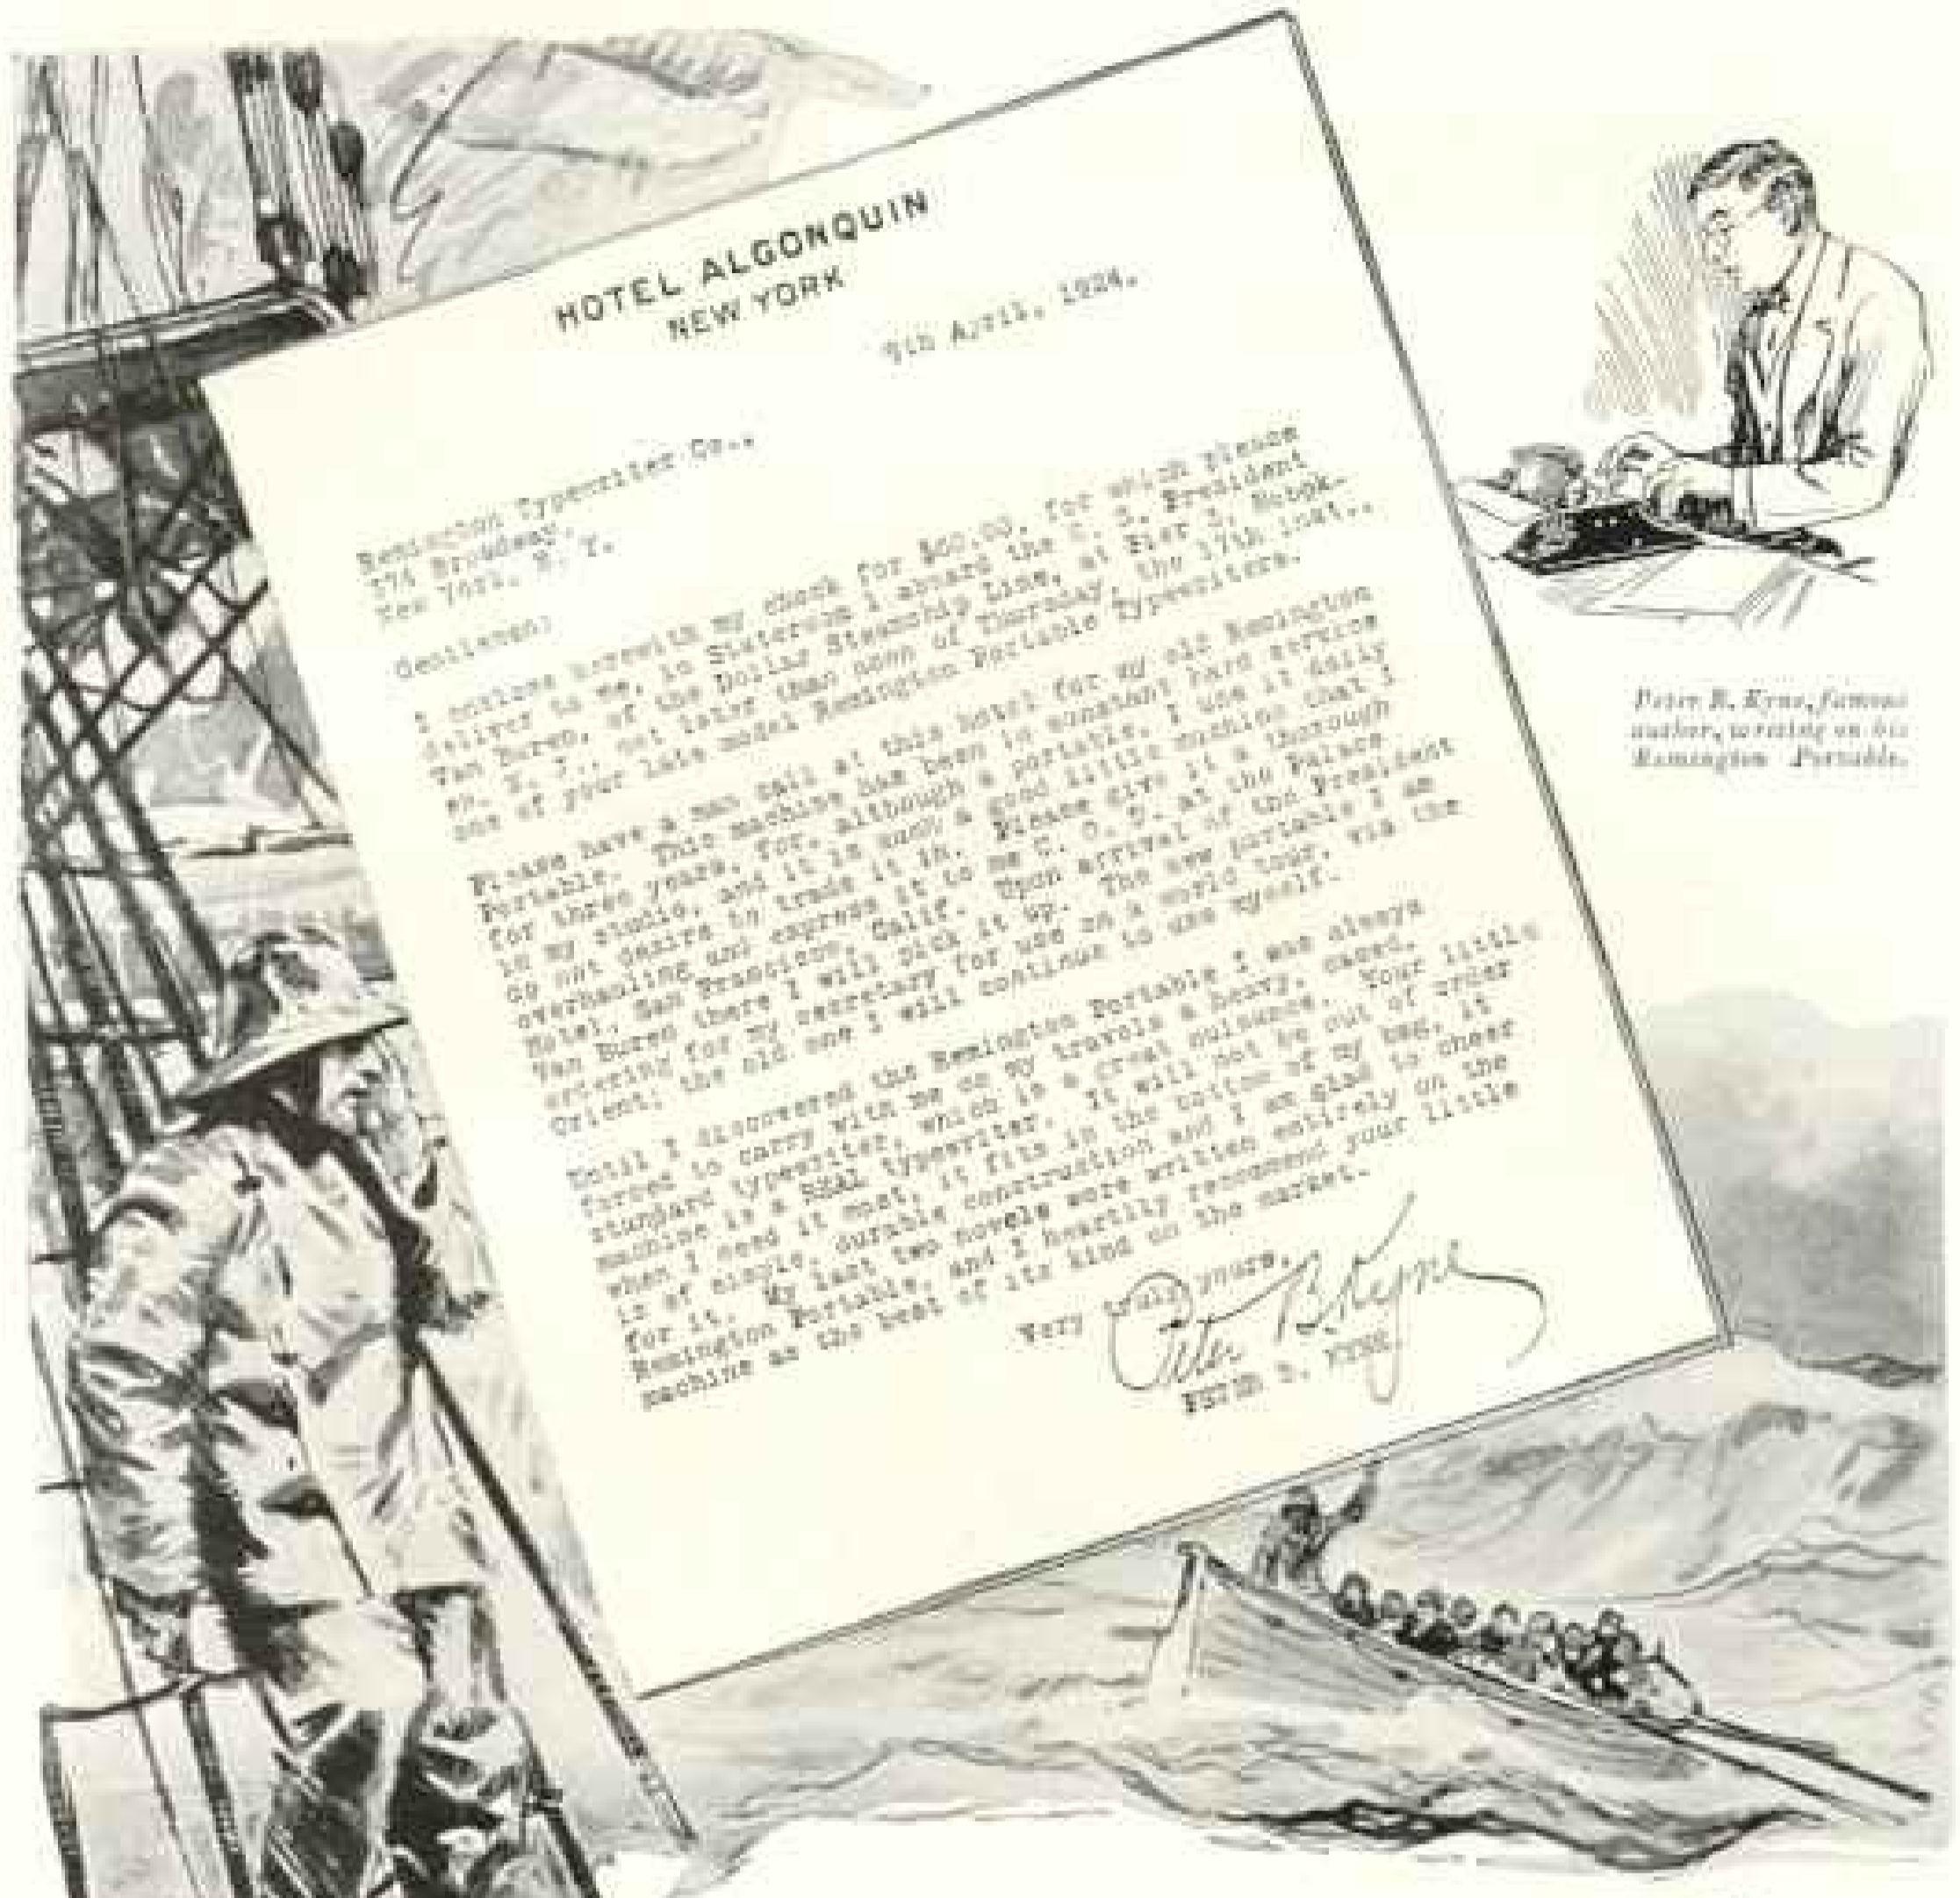 HOTEL ALGONQUIN
NEW YORK
9th April, 1924.
Remington Typewriter Co.,
374 Broadway,
New York, N. Y.
Gentlemen:
I enclose herewith my check for $60.00, for which please
deliver to me, in Stateroom 1 aboard the S. S. President
Van Buren, of the Dollar Steamship Line, at Pier 3, Hobok-
en, N. J., not later than noon of Thursday, the 17th inst.,
one of your late model Remington Portable Typewriters.
Please have a man call at this hotel for my old Remington
Portable. This machine has been in constant hard service
for three years, for, although a portable, I use it daily
in my studio, and it is such a good little machine that I
do not desire to trade it in. Please give it a thorough
overhauling and express it to me C. O. D. at the Palace
Hotel, San Francisco, Calif. Upon arrival of the President
Van Buren there I will pick it up. The new portable I am
ordering for my secretary for use on a world tour, via the
Orient; the old one I will continue to use myself.
Until I discovered the Remington Portable I was always
forced to carry with me on my travels a heavy, cased,
standard typewriter, which is a great nuisance. Your little
machine is a REAL typewriter. It will not be out of order
when I need it most, it fits in the bottom of my bag, it
is of simple, durable construction and I am glad to cheer
for it. My last two novels were written entirely on the
Remington Portable, and I heartily recommend your little
machine as the best of its kind on the market.
Very truly yours,
Peter B. Kyne
PETER B. KYNE
Peter B. Kyne, famous
author, writing on his
Remington Portable.